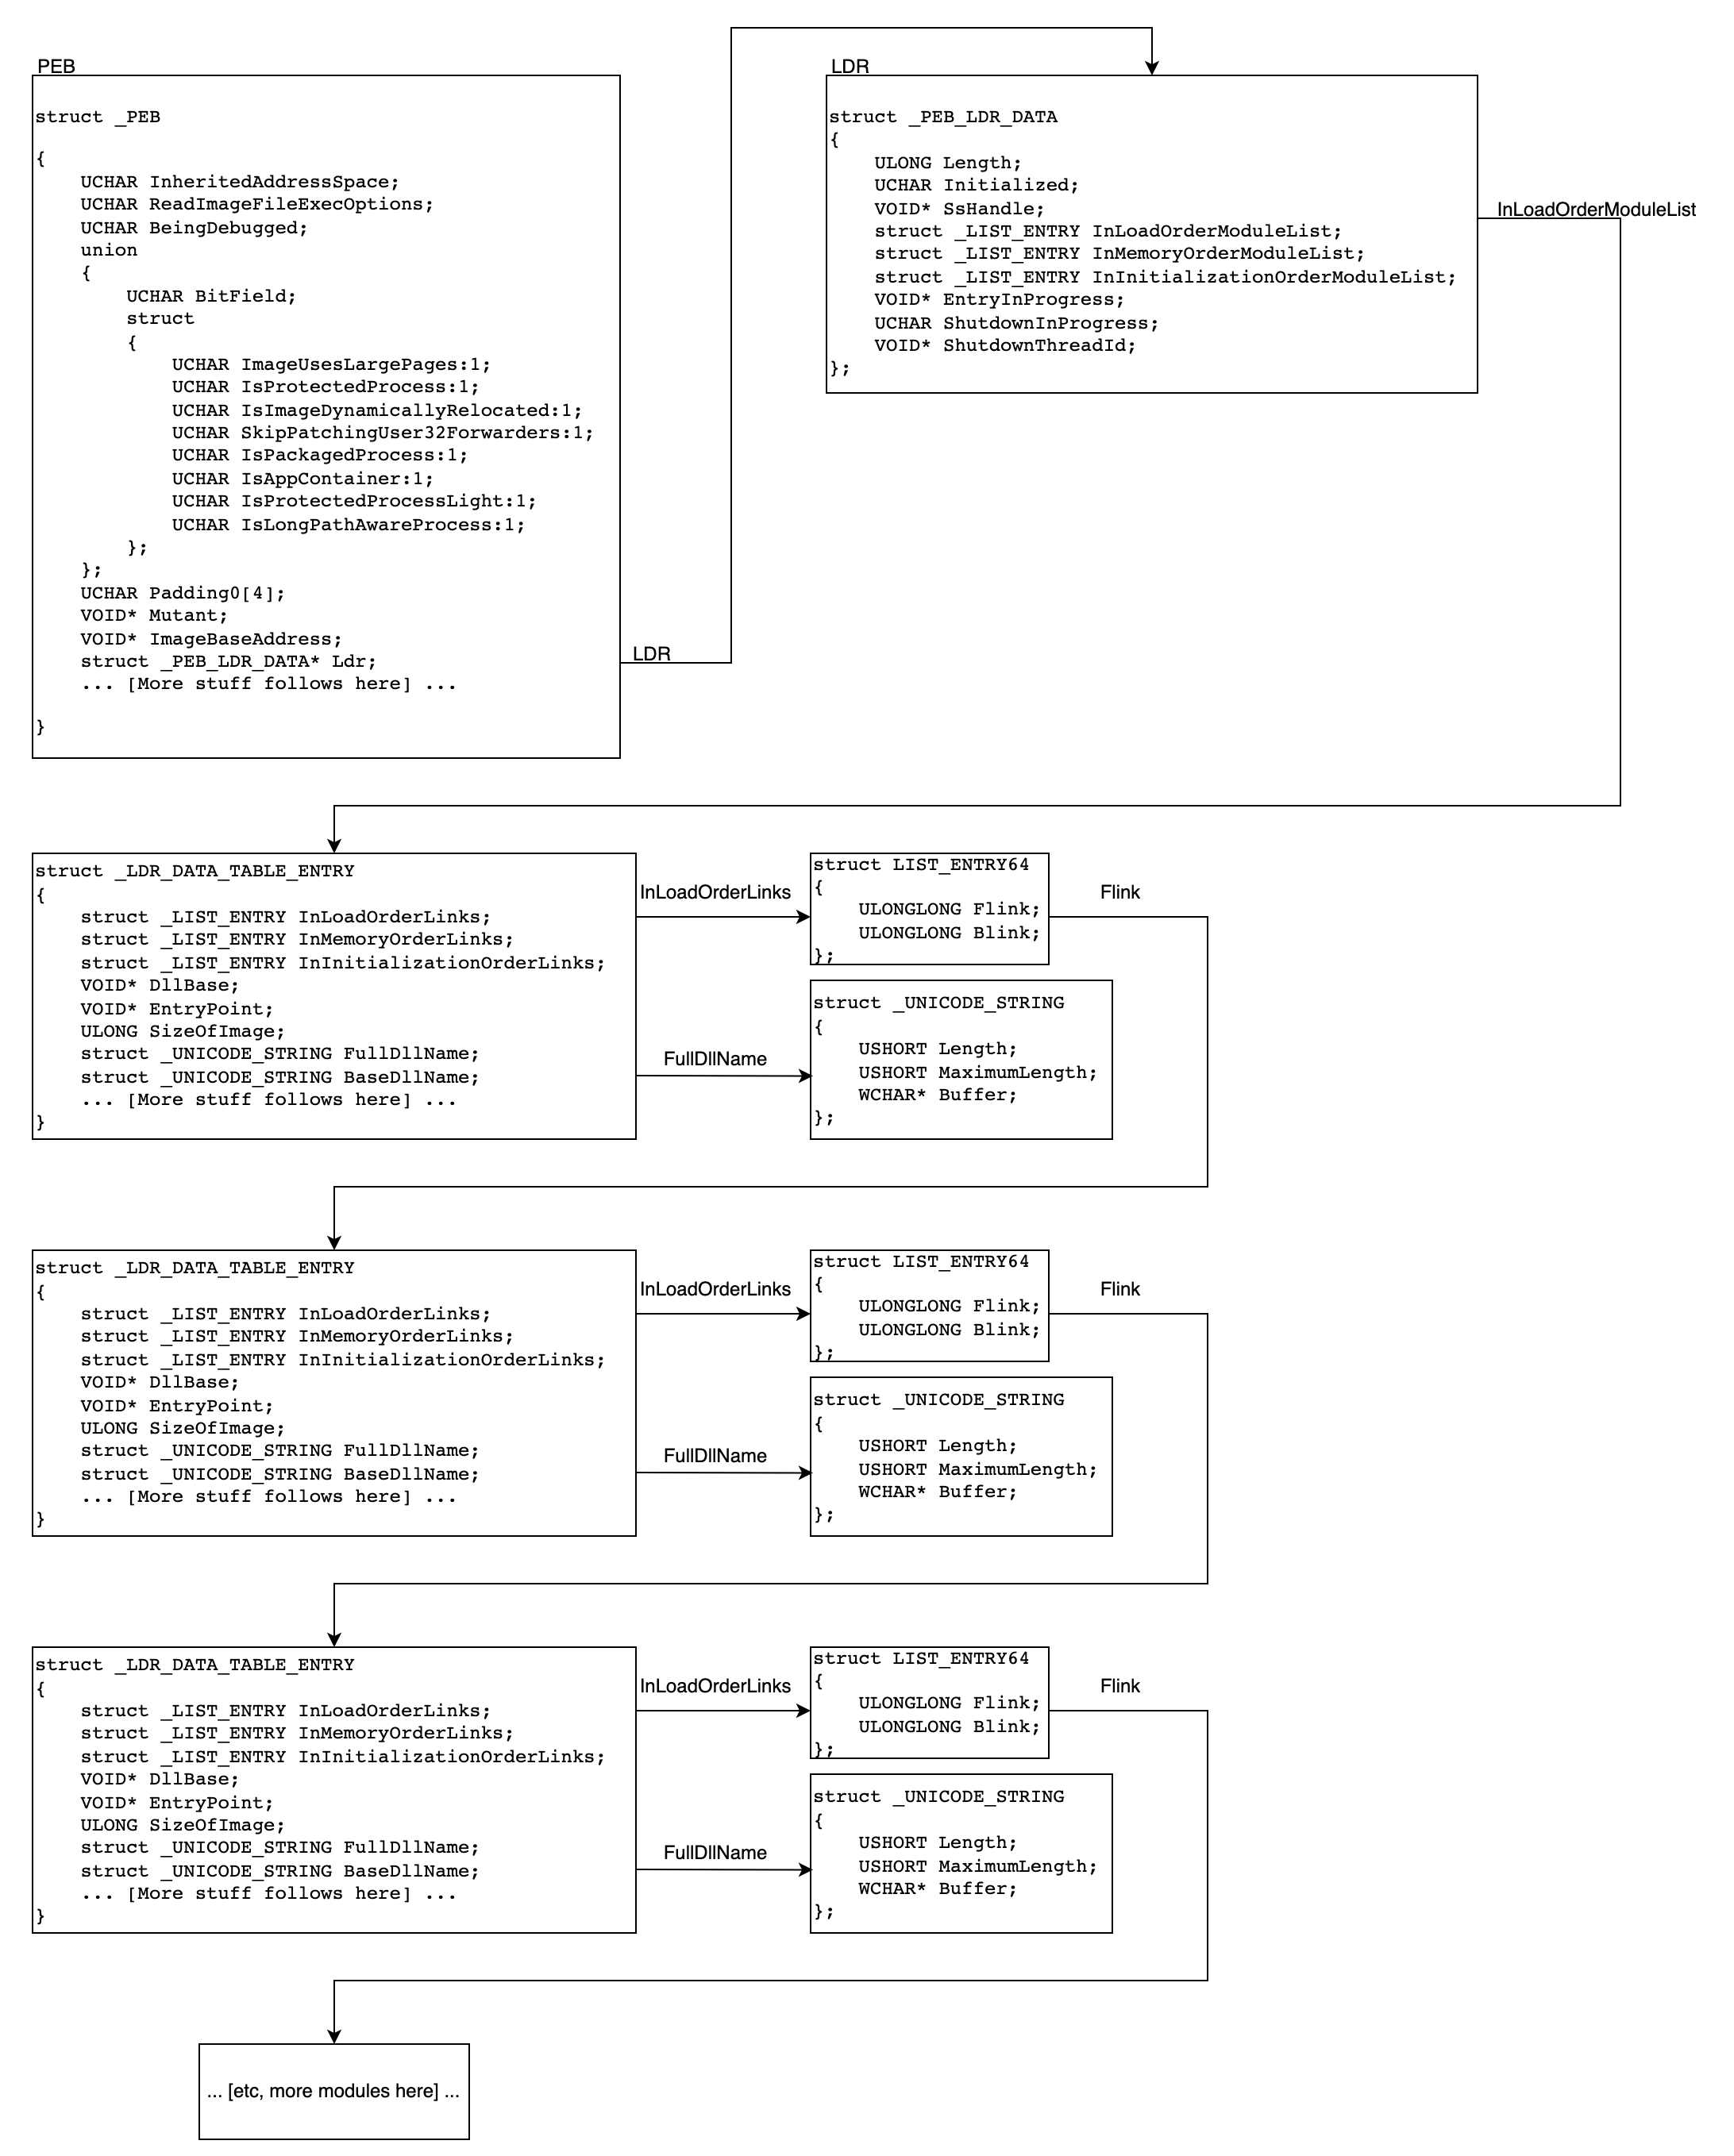 PEB
struct _PEB
{
    UCHAR InheritedAddressSpace;
    UCHAR ReadImageFileExecOptions;
    UCHAR BeingDebugged;
    union
    {
        UCHAR BitField;
        struct
        {
            UCHAR ImageUsesLargePages:1;
            UCHAR IsProtectedProcess:1;
            UCHAR IsImageDynamicallyRelocated:1;
            UCHAR SkipPatchingUser32Forwarders:1;
            UCHAR IsPackagedProcess:1;
            UCHAR IsAppContainer:1;
            UCHAR IsProtectedProcessLight:1;
            UCHAR IsLongPathAwareProcess:1;
        };
    };
    UCHAR Padding0[4];
    VOID* Mutant;
    VOID* ImageBaseAddress;
    struct _PEB_LDR_DATA* Ldr;
    ... [More stuff follows here] ...
}
LDR
LDR
struct _PEB_LDR_DATA
{
    ULONG Length;
    UCHAR Initialized;
    VOID* SsHandle;
    struct _LIST_ENTRY InLoadOrderModuleList;
    struct _LIST_ENTRY InMemoryOrderModuleList;
    struct _LIST_ENTRY InInitializationOrderModuleList;
    VOID* EntryInProgress;
    UCHAR ShutdownInProgress;
    VOID* ShutdownThreadId;
};
InLoadOrderModuleList
struct _LDR_DATA_TABLE_ENTRY
{
    struct _LIST_ENTRY InLoadOrderLinks;
    struct _LIST_ENTRY InMemoryOrderLinks;
    struct _LIST_ENTRY InInitializationOrderLinks;
    VOID* DllBase;
    VOID* EntryPoint;
    ULONG SizeOfImage;
    struct _UNICODE_STRING FullDllName;
    struct _UNICODE_STRING BaseDllName;
    ... [More stuff follows here] ...
}
InLoadOrderLinks
struct LIST_ENTRY64
{
    ULONGLONG Flink;
    ULONGLONG Blink;
};
Flink
FullDllName
struct _UNICODE_STRING
{
    USHORT Length;
    USHORT MaximumLength;
    WCHAR* Buffer;
};
struct _LDR_DATA_TABLE_ENTRY
{
    struct _LIST_ENTRY InLoadOrderLinks;
    struct _LIST_ENTRY InMemoryOrderLinks;
    struct _LIST_ENTRY InInitializationOrderLinks;
    VOID* DllBase;
    VOID* EntryPoint;
    ULONG SizeOfImage;
    struct _UNICODE_STRING FullDllName;
    struct _UNICODE_STRING BaseDllName;
    ... [More stuff follows here] ...
}
InLoadOrderLinks
struct LIST_ENTRY64
{
    ULONGLONG Flink;
    ULONGLONG Blink;
};
Flink
FullDllName
struct _UNICODE_STRING
{
    USHORT Length;
    USHORT MaximumLength;
    WCHAR* Buffer;
};
struct _LDR_DATA_TABLE_ENTRY
{
    struct _LIST_ENTRY InLoadOrderLinks;
    struct _LIST_ENTRY InMemoryOrderLinks;
    struct _LIST_ENTRY InInitializationOrderLinks;
    VOID* DllBase;
    VOID* EntryPoint;
    ULONG SizeOfImage;
    struct _UNICODE_STRING FullDllName;
    struct _UNICODE_STRING BaseDllName;
    ... [More stuff follows here] ...
}
InLoadOrderLinks
struct LIST_ENTRY64
{
    ULONGLONG Flink;
    ULONGLONG Blink;
};
Flink
FullDllName
struct _UNICODE_STRING
{
    USHORT Length;
    USHORT MaximumLength;
    WCHAR* Buffer;
};
... [etc, more modules here] ...